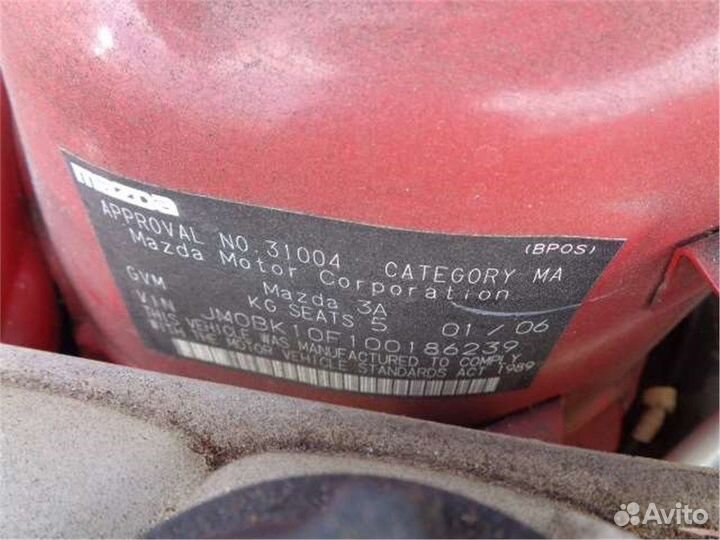 mazda
APPROVAL NO.31004 CATEGORY MA
(BPOS)
Mazda Motor Corporation
Mazda 3A
GVM KG SEATS 5 01/06
VIN JM0BK10F100186239
THIS VEHICLE WAS MANUFACTURED TO COMPLY
WITH THE MOTOR VEHICLE STANDARDS ACT 1989
Avito